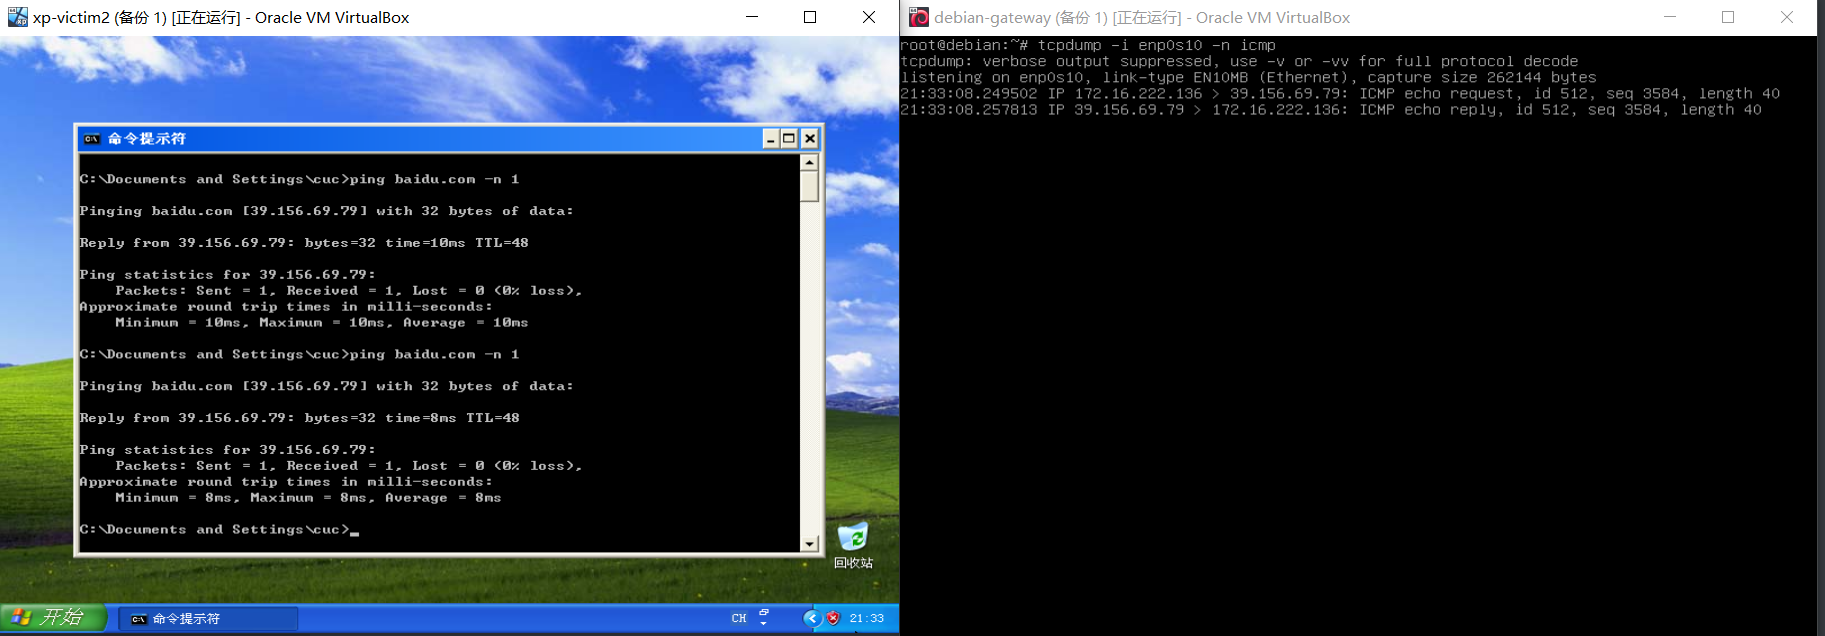 xp-victim2 (备份 1) [正在运行] - Oracle VM VirtualBox
命令提示符
C:\Documents and Settings\cuc>ping baidu.com -n 1
Pinging baidu.com [39.156.69.79] with 32 bytes of data:
Reply from 39.156.69.79: bytes=32 time=10ms TTL=48
Ping statistics for 39.156.69.79:
Packets: Sent = 1, Received = 1, Lost = 0 (0% loss),
Approximate round trip times in milli-seconds:
Minimum = 10ms, Maximum = 10ms, Average = 10ms
C:\Documents and Settings\cuc>ping baidu.com -n 1
Pinging baidu.com [39.156.69.79] with 32 bytes of data:
Reply from 39.156.69.79: bytes=32 time=8ms TTL=48
Ping statistics for 39.156.69.79:
Packets: Sent = 1, Received = 1, Lost = 0 (0% loss),
Approximate round trip times in milli-seconds:
Minimum = 8ms, Maximum = 8ms, Average = 8ms
C:\Documents and Settings\cuc>_
回收站
开始
命令提示符
CH
21:33
debian-gateway (备份 1) [正在运行] - Oracle VM VirtualBox
root@debian:~# tcpdump -i enp0s10 -n icmp
tcpdump: verbose output suppressed, use -v or -vv for full protocol decode
listening on enp0s10, link-type EN10MB (Ethernet), capture size 262144 bytes
21:33:08.249502 IP 172.16.222.136 > 39.156.69.79: ICMP echo request, id 512, seq 3584, length 40
21:33:08.257813 IP 39.156.69.79 > 172.16.222.136: ICMP echo reply, id 512, seq 3584, length 40